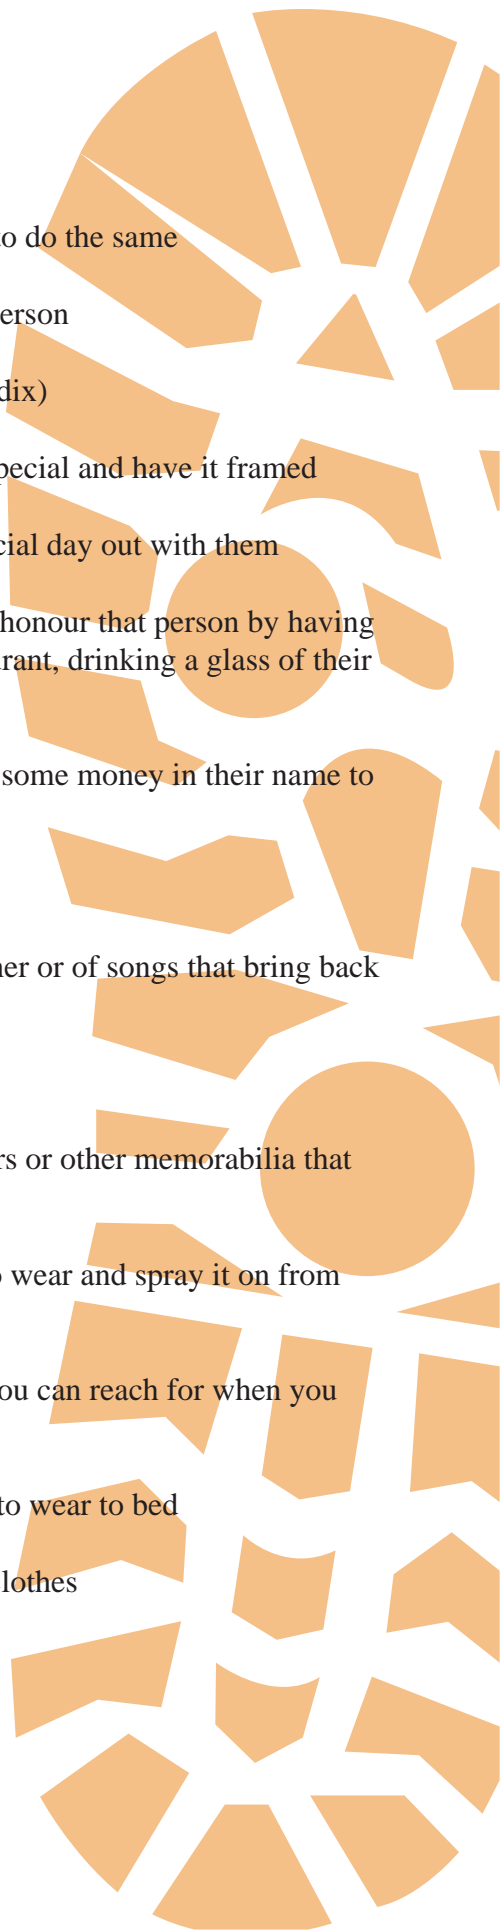 to do the same
erson
dix)
pecial and have it framed
cial day out with them
honour that person by having
urant, drinking a glass of their
some money in their name to
her or of songs that bring back
rs or other memorabilia that
o wear and spray it on from
ou can reach for when you
to wear to bed
clothes